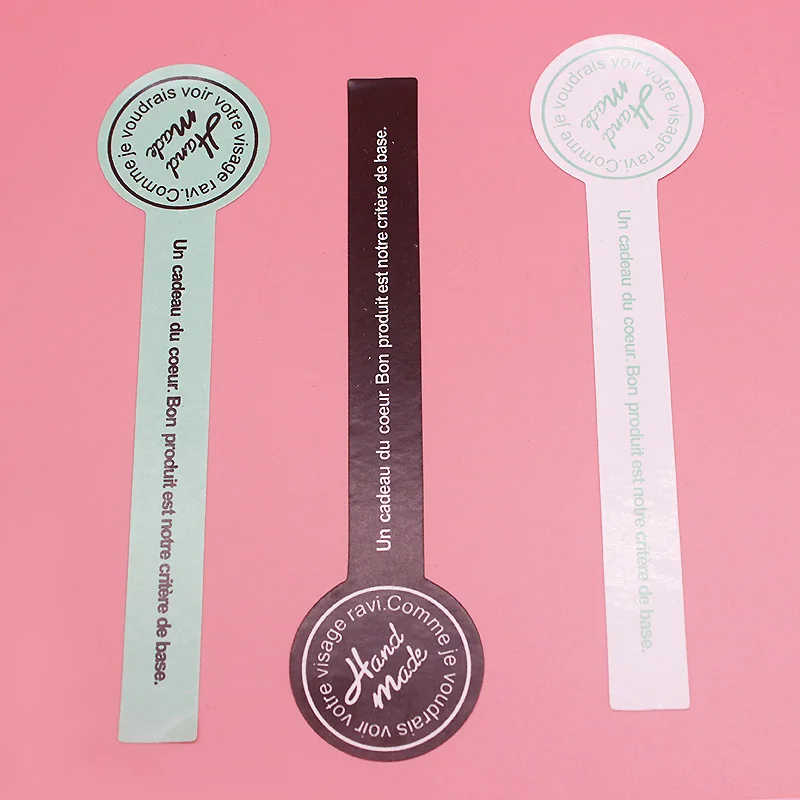 Comme je voudrais voir votre visage ravi.
Hand
made
Un cadeau du coeur. Bon produit est notre critère de base.
Un cadeau du coeur. Bon produit est notre critère de base.
Comme je voudrais voir votre visage ravi.
Hand
made
Comme je voudrais voir votre visage ravi.
Hand
made
Un cadeau du coeur. Bon produit est notre critère de base.